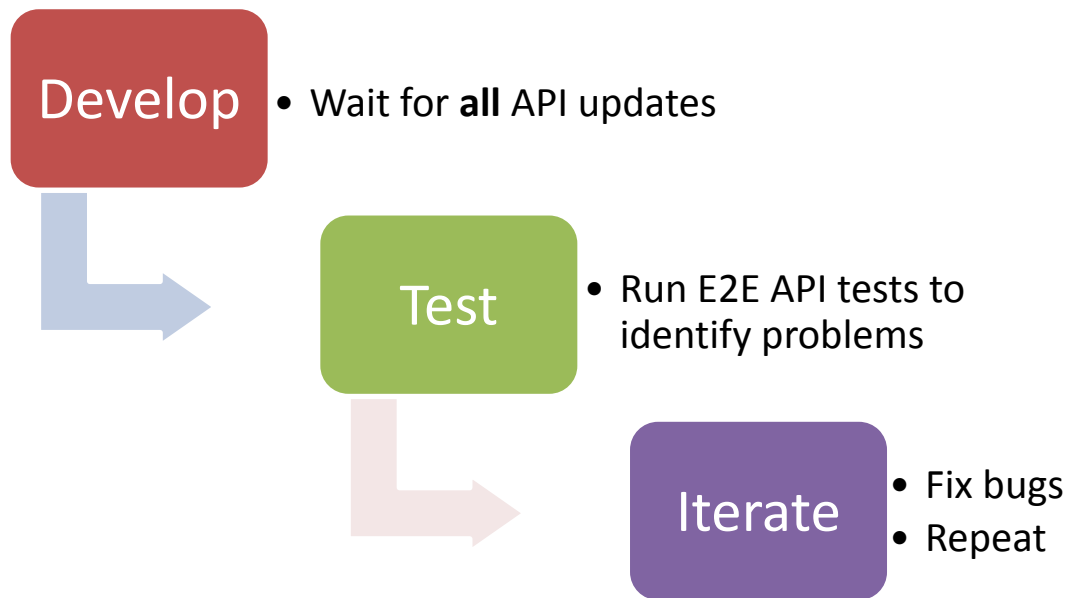 Develop
• Wait for all API updates
Test
• Run E2E API tests to
identify problems
Iterate
• Fix bugs
• Repeat